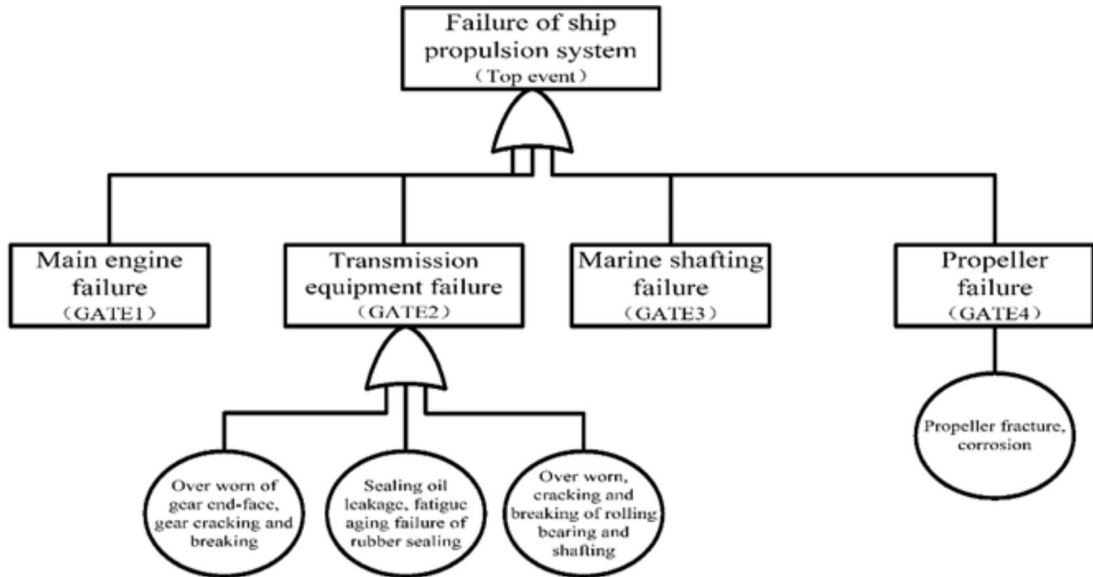 Failure of ship
propulsion system
(Top event)
Main engine
failure
(GATE1)
Transmission
equipment failure
(GATE2)
Marine shafting
failure
(GATE3)
Propeller
failure
(GATE4)
Propeller fracture,
corrosion
Over worn of
gear end-face,
gear cracking and
breaking
Sealing oil
leakage, fatigue
aging failure of
rubber sealing
Over worn,
cracking and
breaking of rolling
bearing and
shafting